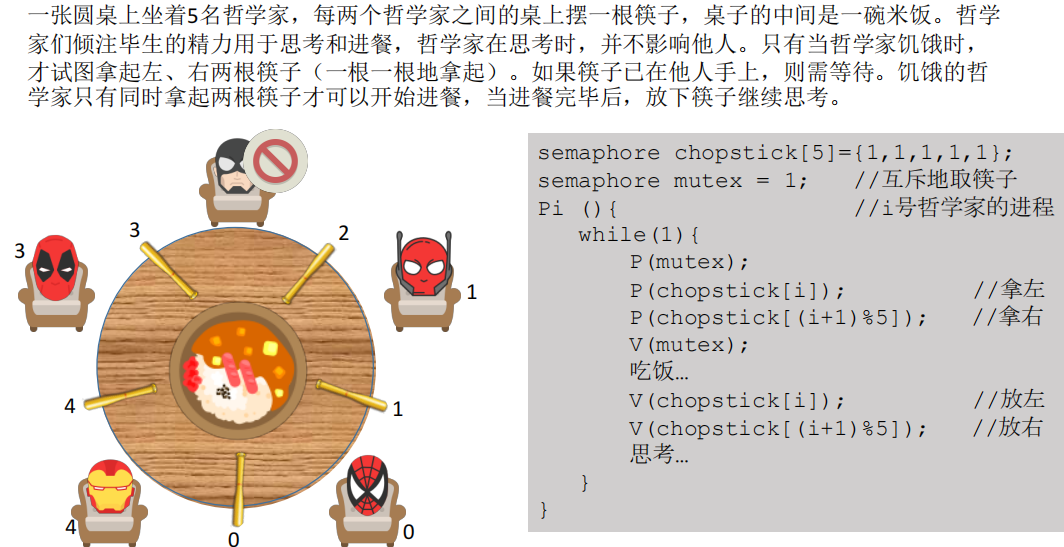 一张圆桌上坐着5名哲学家，每两个哲学家之间的桌上摆一根筷子，桌子的中间是一碗米饭。哲学
家们倾注毕生的精力用于思考和进餐，哲学家在思考时，并不影响他人。只有当哲学家饥饿时，
才试图拿起左、右两根筷子（一根一根地拿起）。如果筷子已在他人手上，则需等待。饥饿的哲
学家只有同时拿起两根筷子才可以开始进餐，当进餐完毕后，放下筷子继续思考。
3
3
2
1
4
1
4
0
0
semaphore chopstick[5]={1,1,1,1,1};
semaphore mutex = 1; //互斥地取筷子
Pi (){ //i号哲学家的进程
while(1){
P(mutex);
P(chopstick[i]); //拿左
P(chopstick[(i+1)%5]); //拿右
V(mutex);
吃饭…
V(chopstick[i]); //放左
V(chopstick[(i+1)%5]); //放右
思考…
}
}